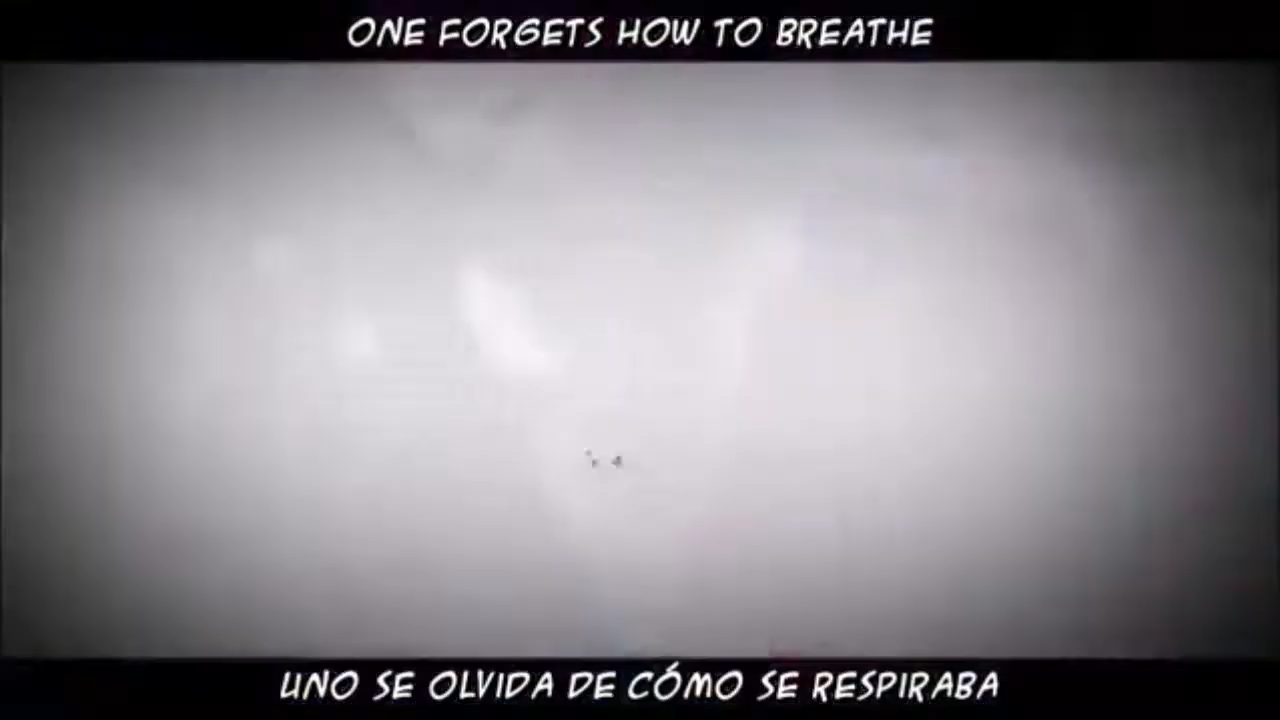 ONE FORGETS HOW TO BREATHE
UNO SE OLVIDA DE CÓMO SE RESPIRABA